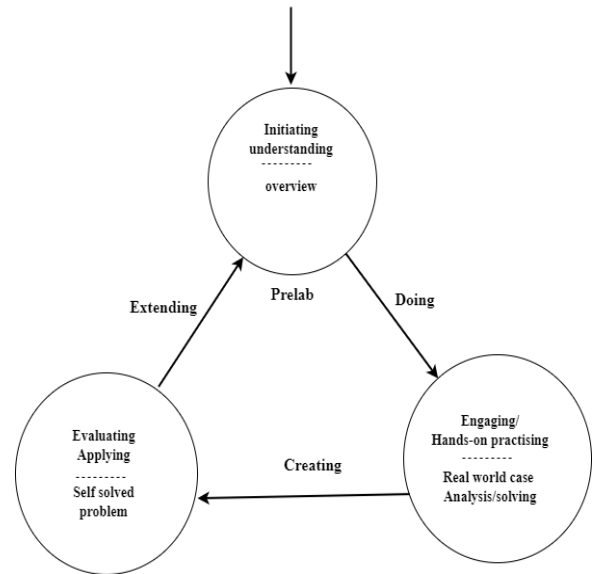 Initiating
understanding
---------
overview
Extending
Prelab
Doing
Evaluating
Applying
---------
Self solved
problem
Creating
Engaging/
Hands-on practising
---------
Real world case
Analysis/solving